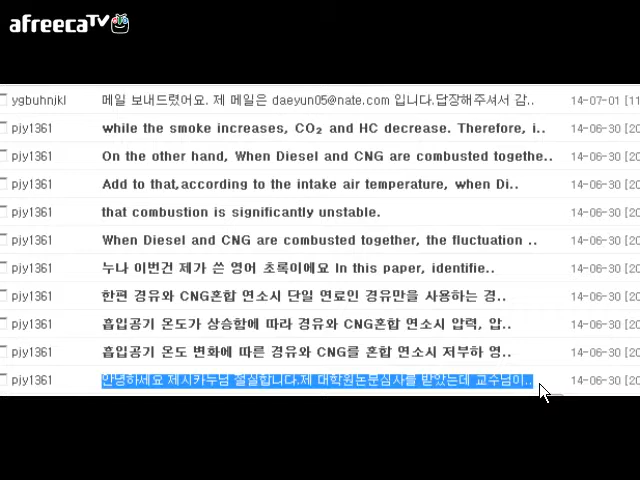 afreecaTV
ygbuhnjkl 메일 보내드렸어요. 제 메일은 daeyun05@nate.com 입니다.답장해주셔서 감.. 14-07-01 [11
pjy1361 while the smoke increases, CO₂ and HC decrease. Therefore, i.. 14-06-30 [20
pjy1361 On the other hand, When Diesel and CNG are combusted togethe.. 14-06-30 [20
pjy1361 Add to that,according to the intake air temperature, when Di.. 14-06-30 [20
pjy1361 that combustion is significantly unstable. 14-06-30 [20
pjy1361 When Diesel and CNG are combusted together, the fluctuation .. 14-06-30 [20
pjy1361 누나 이번건 제가 쓴 영어 초록이에요 In this paper, identifie.. 14-06-30 [20
pjy1361 한편 경유와 CNG혼합 연소시 단일 연료인 경유만을 사용하는 경.. 14-06-30 [20
pjy1361 흡입공기 온도가 상승함에 따라 경유와 CNG혼합 연소시 압력, 압.. 14-06-30 [20
pjy1361 흡입공기 온도 변화에 따른 경유와 CNG를 혼합 연소시 저부하 영.. 14-06-30 [20
pjy1361 안녕하세요 제시카누님 절실합니다.제 대학원논문심사를 받았는데 교수님이.. 14-06-30 [20